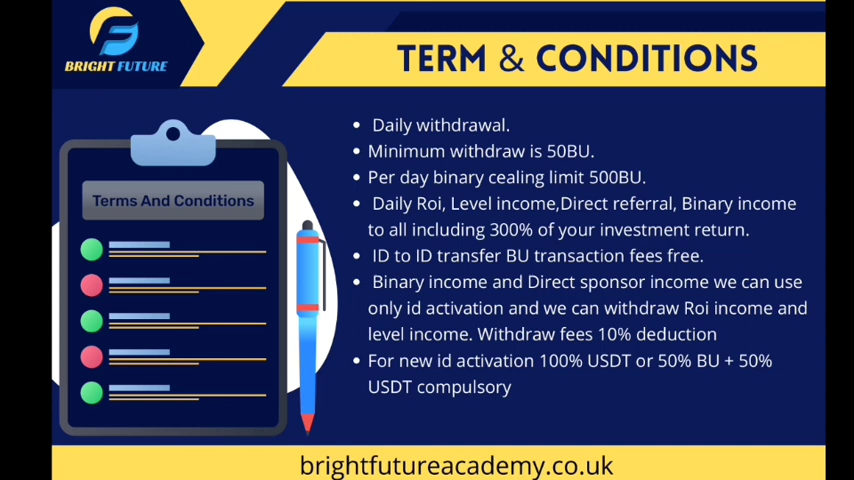 BRIGHT FUTURE
TERM & CONDITIONS
Terms And Conditions
Daily withdrawal.
Minimum withdraw is 50BU.
Per day binary cealing limit 500BU.
Daily Roi, Level income,Direct referral, Binary income
to all including 300% of your investment return.
ID to ID transfer BU transaction fees free.
Binary income and Direct sponsor income we can use
only id activation and we can withdraw Roi income and
level income. Withdraw fees 10% deduction
For new id activation 100% USDT or 50% BU + 50%
USDT compulsory
brightfutureacademy.co.uk